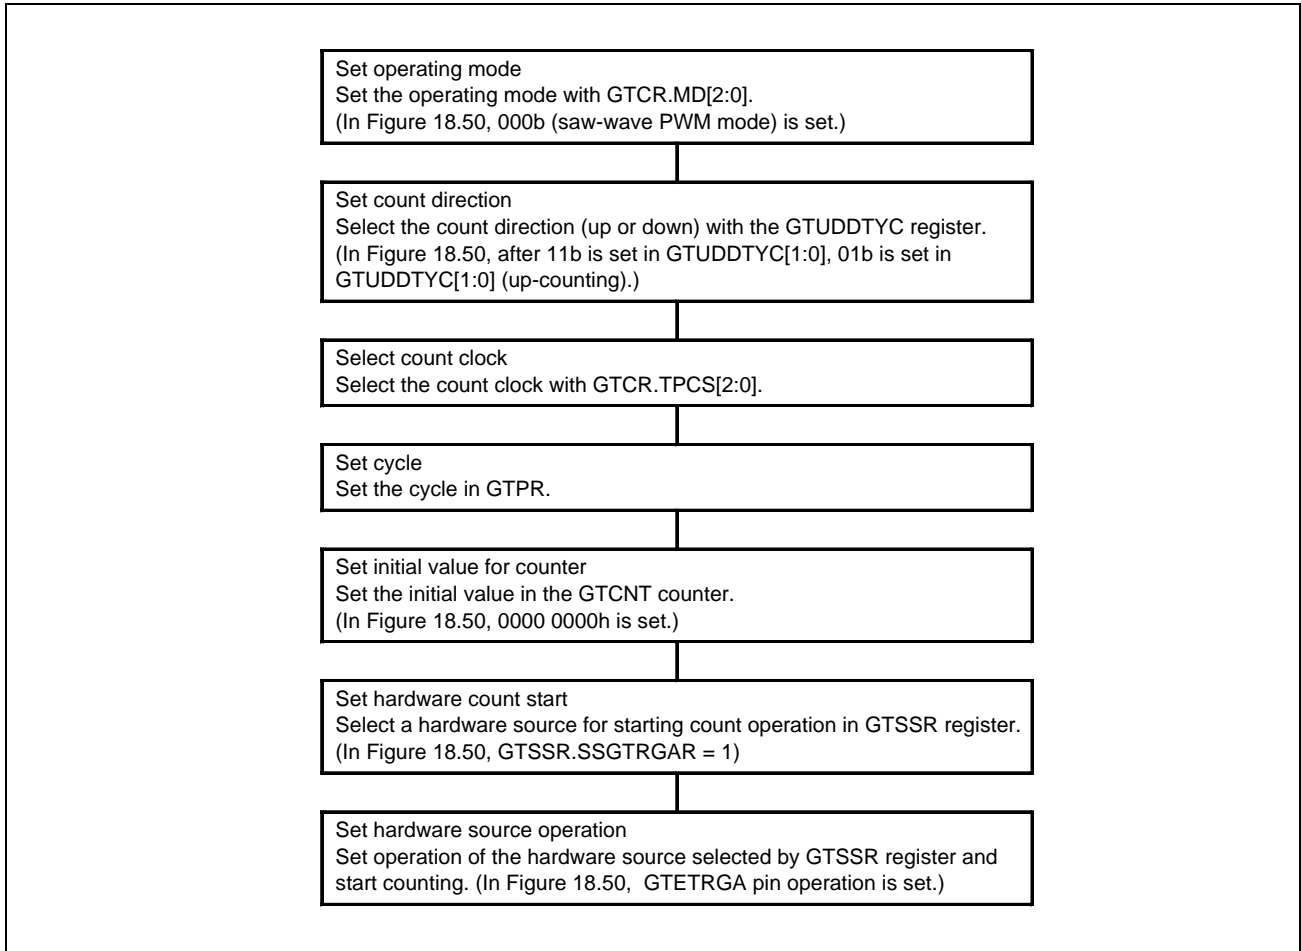 Set operating mode
Set the operating mode with GTCR.MD[2:0].
(In Figure 18.50, 000b (saw-wave PWM mode) is set.)
Set count direction
Select the count direction (up or down) with the GTUDDTYC register.
(In Figure 18.50, after 11b is set in GTUDDTYC[1:0], 01b is set in
GTUDDTYC[1:0] (up-counting).)
Select count clock
Select the count clock with GTCR.TPCS[2:0].
Set cycle
Set the cycle in GTPR.
Set initial value for counter
Set the initial value in the GTCNT counter.
(In Figure 18.50, 0000 0000h is set.)
Set hardware count start
Select a hardware source for starting count operation in GTSSR register.
(In Figure 18.50, GTSSR.SSGTRGAR = 1)
Set hardware source operation
Set operation of the hardware source selected by GTSSR register and
start counting. (In Figure 18.50,  GTETRGA pin operation is set.)